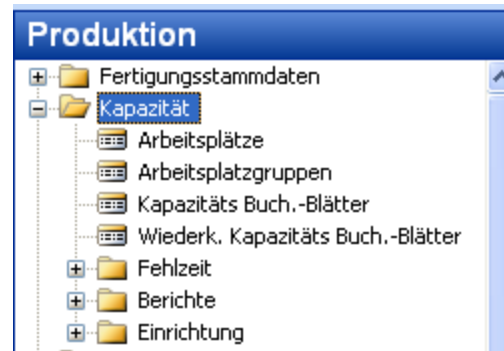 Produktion
Fertigungsstammdaten
Kapazität
Arbeitsplätze
Arbeitsplatzgruppen
Kapazitäts Buch.-Blätter
Wiederk. Kapazitäts Buch.-Blätter
Fehlzeit
Berichte
Einrichtung